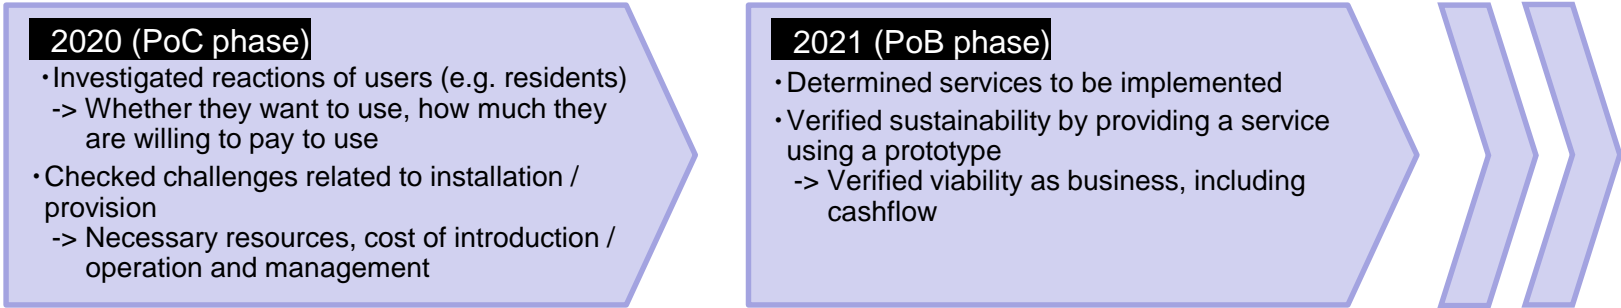 2020 (PoC phase)
・Investigated reactions of users (e.g. residents)
-> Whether they want to use, how much they
are willing to pay to use
・Checked challenges related to installation /
provision
-> Necessary resources, cost of introduction /
operation and management
2021 (PoB phase)
・Determined services to be implemented
・Verified sustainability by providing a service
using a prototype
-> Verified viability as business, including
cashflow